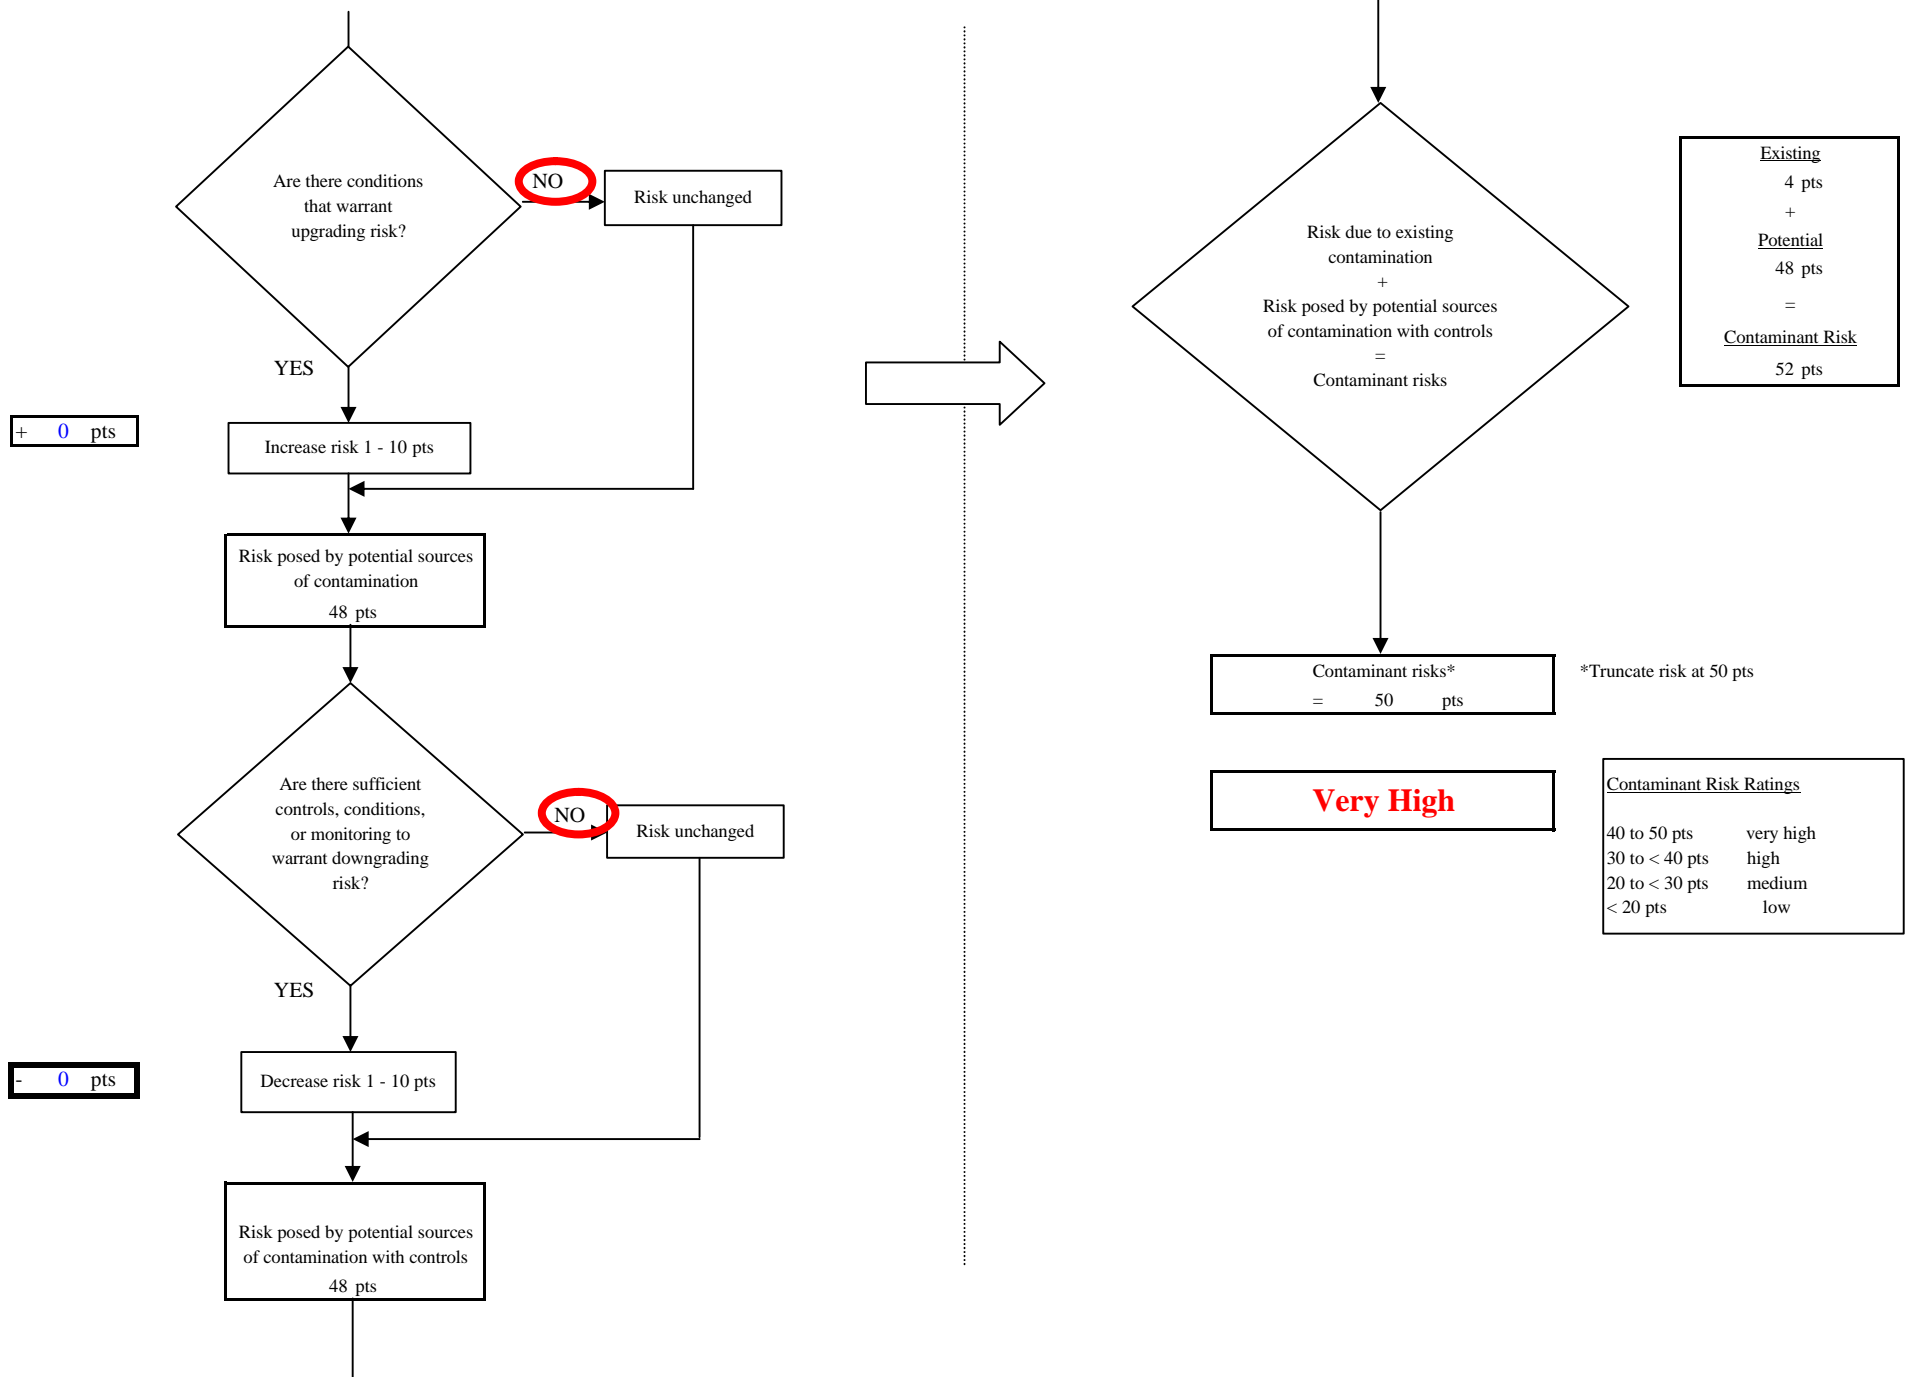 Are there conditions
that warrant
upgrading risk?
NO
Risk unchanged
YES
+ 0 pts
Increase risk 1 - 10 pts
Risk posed by potential sources
of contamination
48 pts
Are there sufficient
controls, conditions,
or monitoring to
warrant downgrading
risk?
NO
Risk unchanged
YES
- 0 pts
Decrease risk 1 - 10 pts
Risk posed by potential sources
of contamination with controls
48 pts
Risk due to existing
contamination
+
Risk posed by potential sources
of contamination with controls
=
Contaminant risks
Existing
4 pts
+
Potential
48 pts
=
Contaminant Risk
52 pts
Contaminant risks*
= 50 pts
*Truncate risk at 50 pts
Very High
Contaminant Risk Ratings
40 to 50 pts very high
30 to < 40 pts high
20 to < 30 pts medium
< 20 pts low